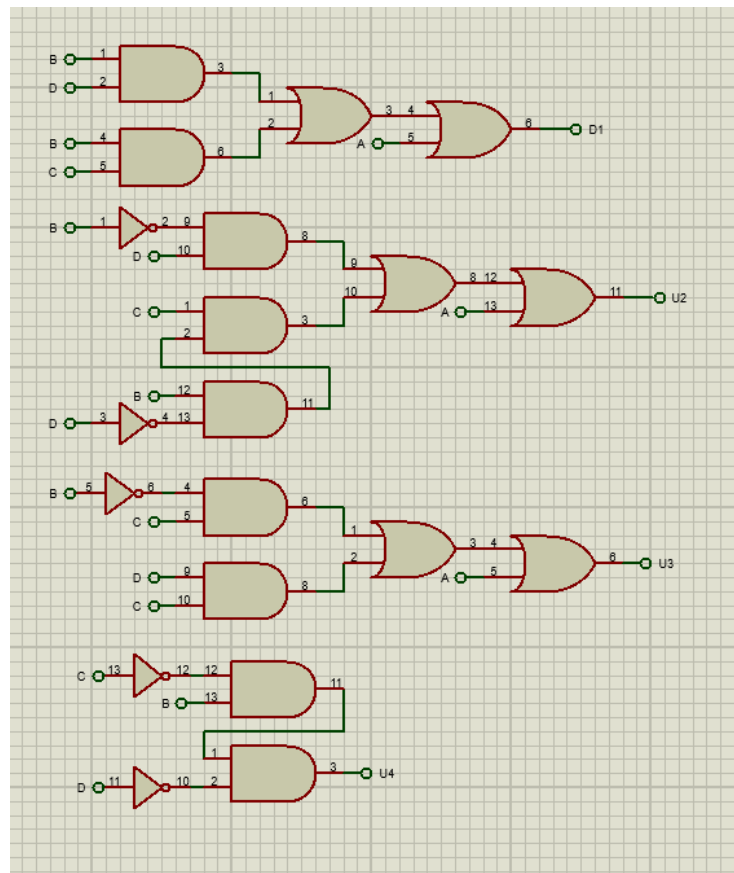 B 1 3
D 2
1 3 4 6 D1
2 A 5
B 4 6
C 5
B 1 2 9 8
D 10
9 8 12 11 U2
10 A 13
C 1 3
2
B 12 11
D 3 4 13
B 5 6 4 6
C 5
1 3 4 6 U3
2 A 5
D 9 8
C 10
C 13 12 12 11
B 13
1 3 U4
D 11 10 2